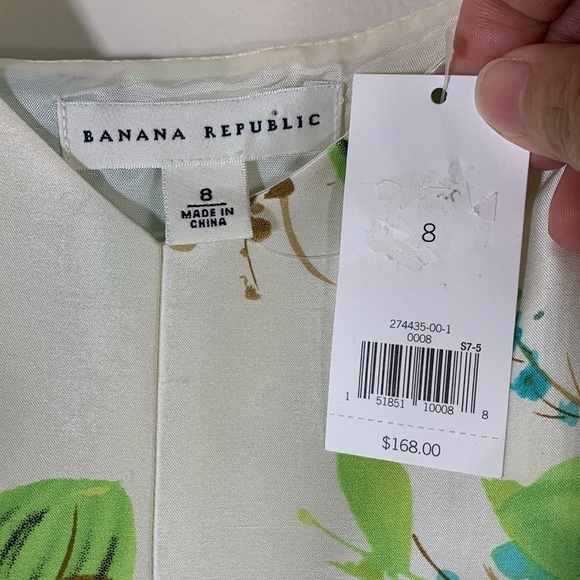 BANANA REPUBLIC
8
MADE IN
CHINA
8
274435-00-1
0008
S7-5
1 51851 10008 8
$168.00